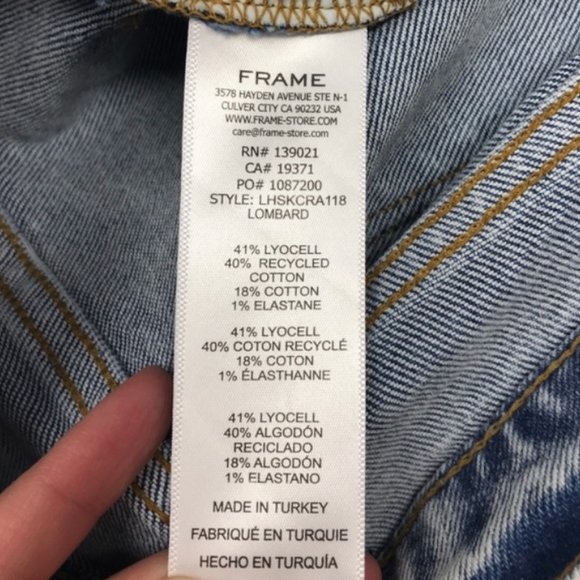 FRAME
3578 HAYDEN AVENUE STE N-1
CULVER CITY CA 90232 USA
WWW.FRAME-STORE.COM
care@frame-store.com
RN# 139021
CA# 19371
PO# 1087200
STYLE: LHSKCRA118
LOMBARD
41% LYOCELL
40% RECYCLED
COTTON
18% COTTON
1% ELASTANE
41% LYOCELL
40% COTON RECYCLÉ
18% COTON
1% ÉLASTHANNE
41% LYOCELL
40% ALGODÓN
RECICLADO
18% ALGODÓN
1% ELASTANO
MADE IN TURKEY
FABRIQUÉ EN TURQUIE
HECHO EN TURQUÍA